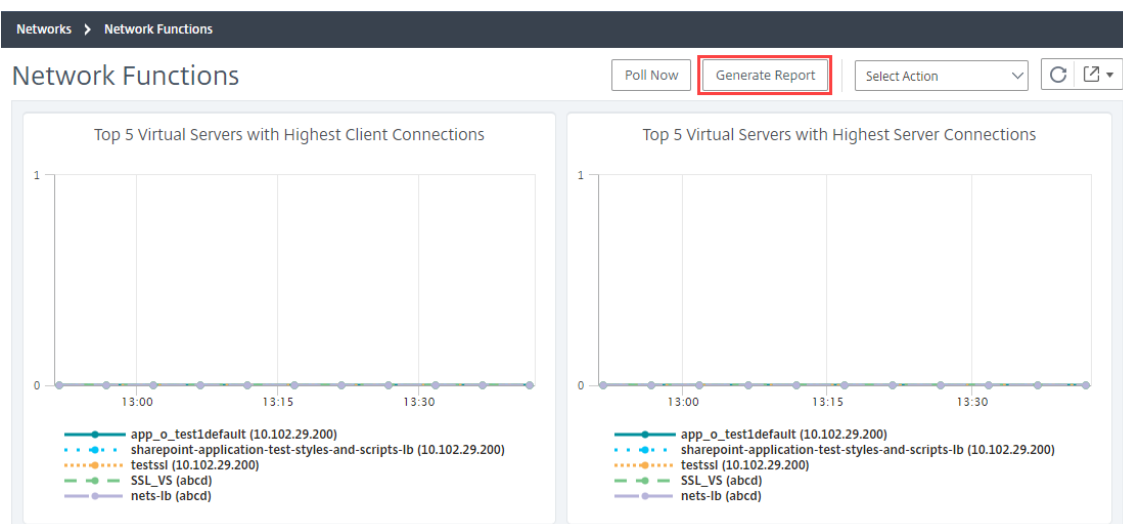 Networks > Network Functions
Network Functions
Poll Now
Generate Report
Select Action
Top 5 Virtual Servers with Highest Client Connections
1
0
13:00 13:15 13:30
app_o_test1default (10.102.29.200)
sharepoint-application-test-styles-and-scripts-lb (10.102.29.200)
testssl (10.102.29.200)
SSL_VS (abcd)
nets-lb (abcd)
Top 5 Virtual Servers with Highest Server Connections
1
0
13:00 13:15 13:30
app_o_test1default (10.102.29.200)
sharepoint-application-test-styles-and-scripts-lb (10.102.29.200)
testssl (10.102.29.200)
SSL_VS (abcd)
nets-lb (abcd)